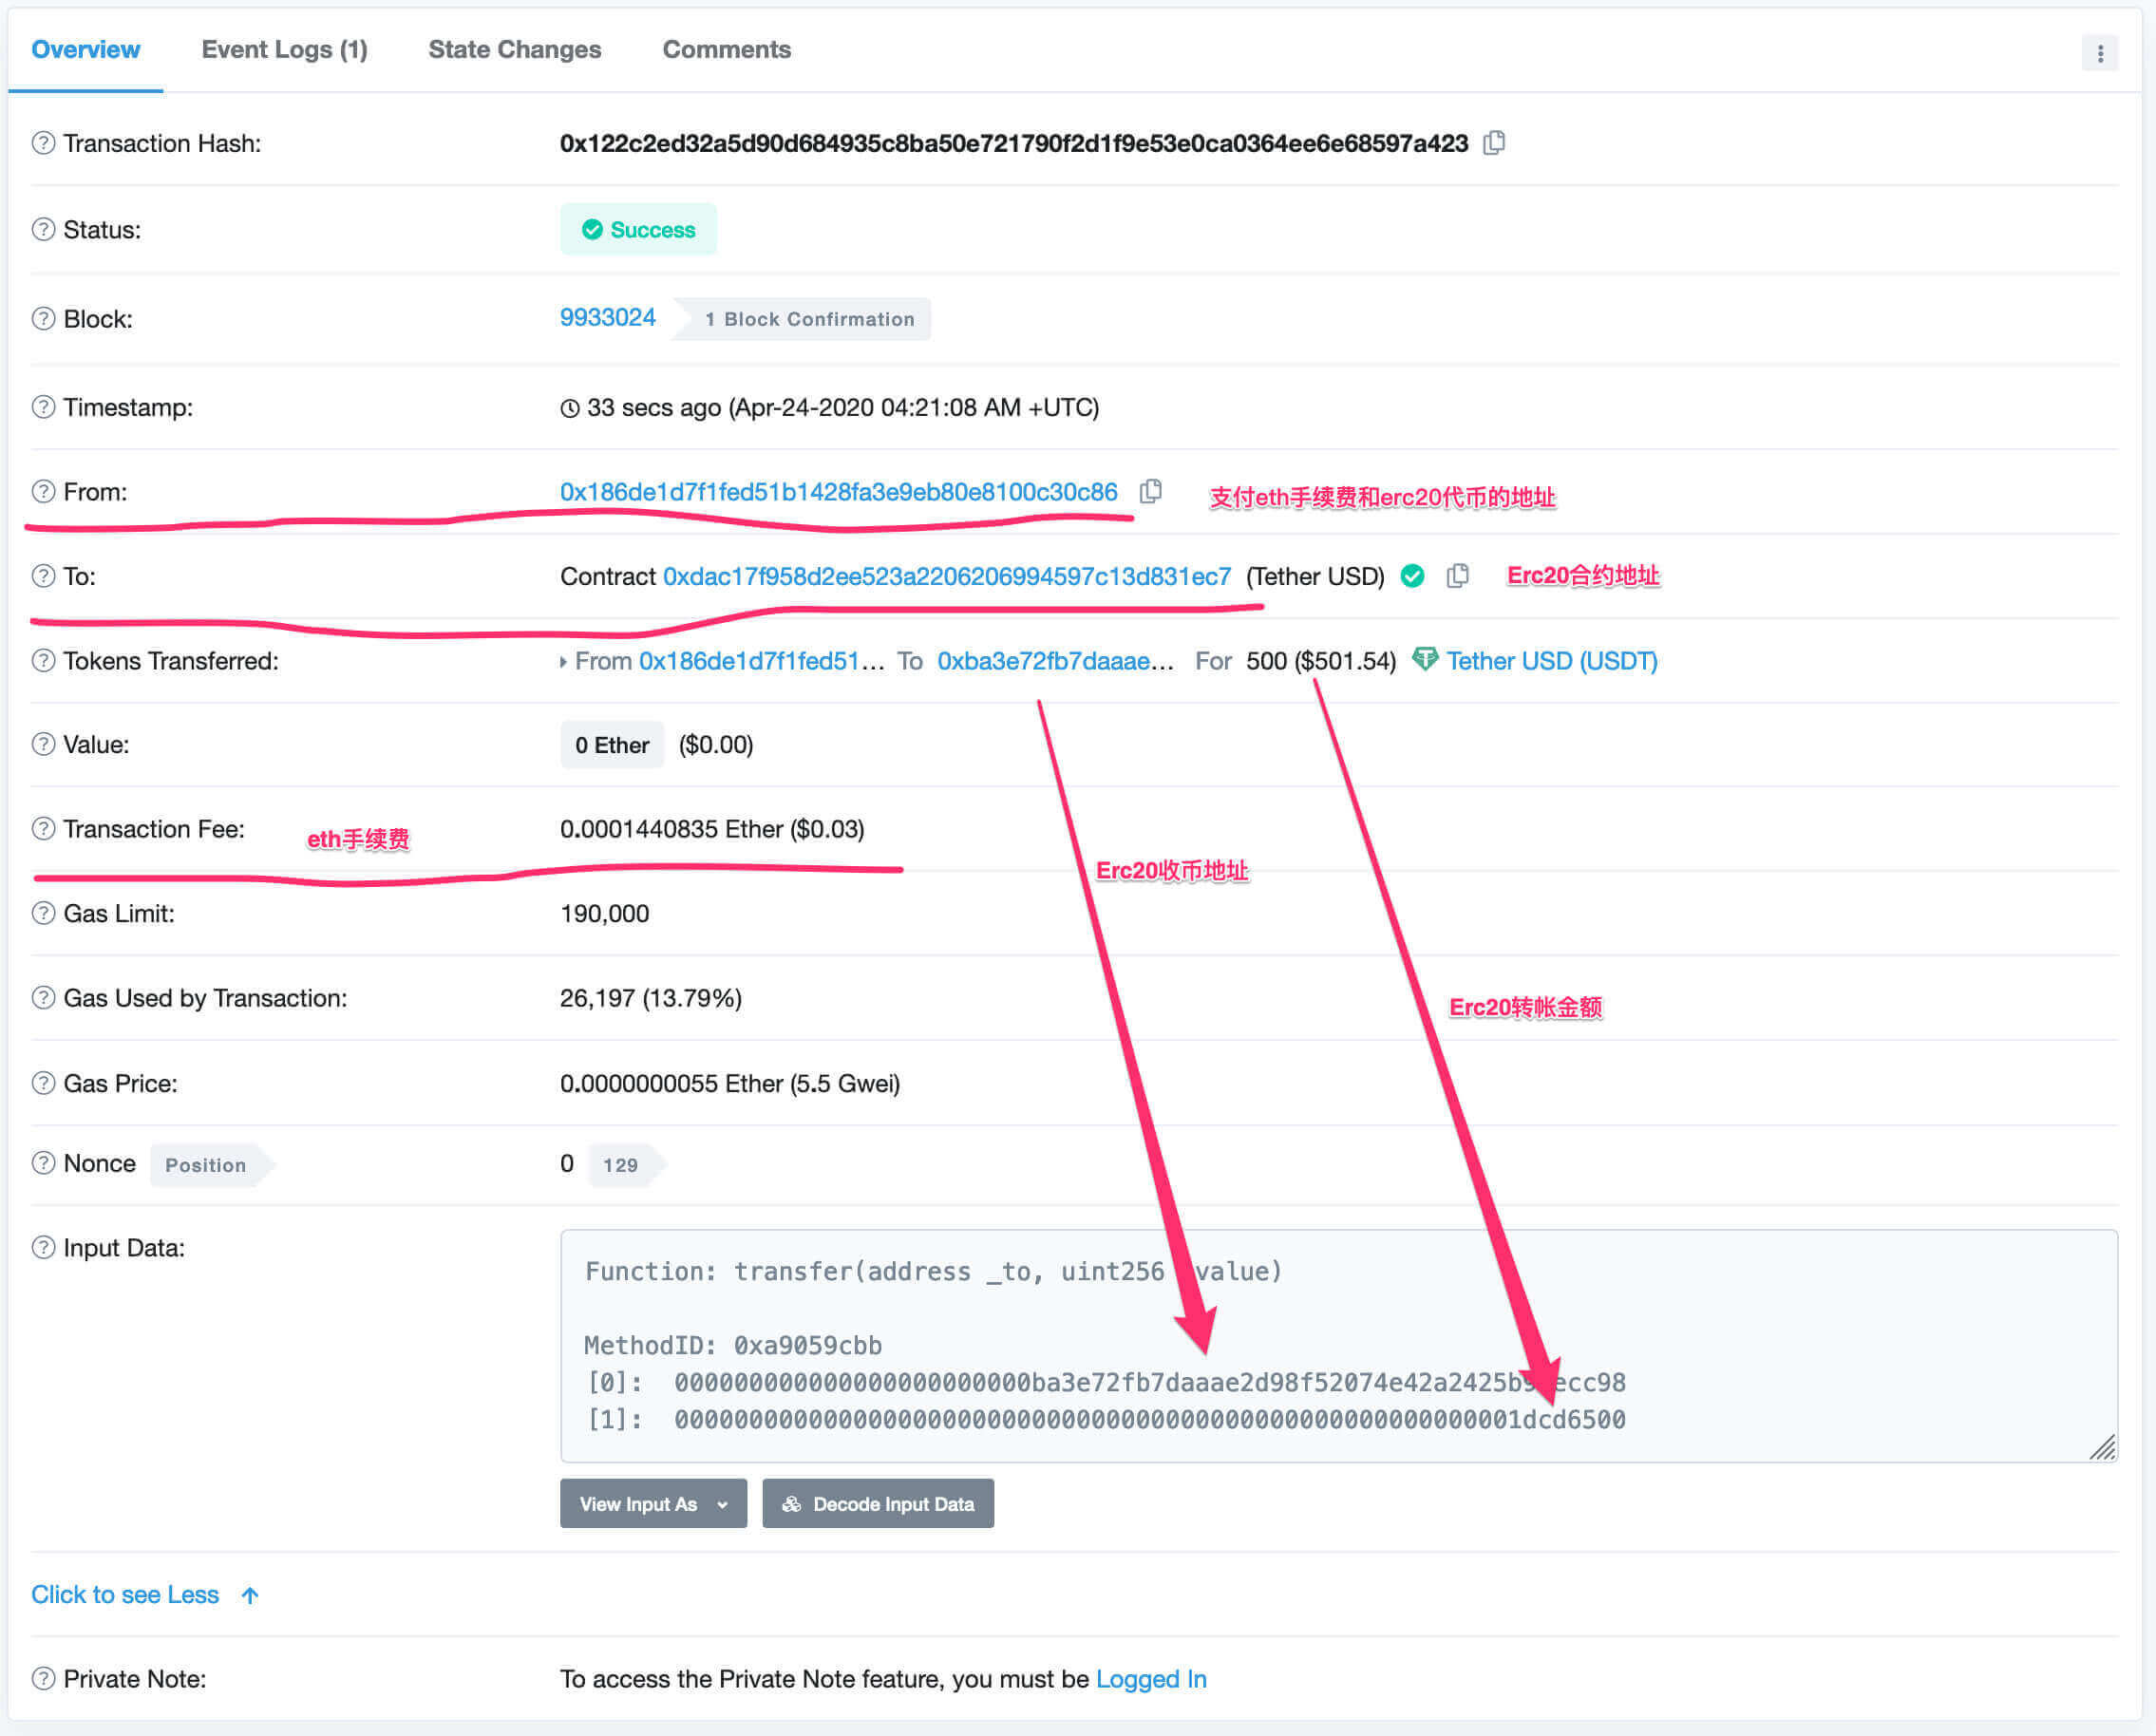 Overview Event Logs (1) State Changes Comments
Transaction Hash: 0x122c2ed32a5d90d684935c8ba50e721790f2d1f9e53e0ca0364ee6e68597a423
Status: Success
Block: 9933024 1 Block Confirmation
Timestamp: 33 secs ago (Apr-24-2020 04:21:08 AM +UTC)
From: 0x186de1d7f1fed51b1428fa3e9eb80e8100c30c86 支付eth手续费和erc20代币的地址
To: Contract 0xdac17f958d2ee523a2206206994597c13d831ec7 (Tether USD) Erc20合约地址
Tokens Transferred: From 0x186de1d7f1fed51... To 0xba3e72fb7daaae... For 500 ($501.54) Tether USD (USDT)
Value: 0 Ether ($0.00)
Transaction Fee: eth手续费 0.0001440835 Ether ($0.03)
Erc20收币地址
Gas Limit: 190,000
Gas Used by Transaction: 26,197 (13.79%)
Erc20转帐金额
Gas Price: 0.0000000055 Ether (5.5 Gwei)
Nonce Position 0 129
Input Data:
Function: transfer(address _to, uint256 value)
MethodID: 0xa9059cbb
[0]:
[1]: 000000000000000000000000000000000000000000000000000000001dcd6500
View Input As Decode Input Data
Click to see Less
Private Note: To access the Private Note feature, you must be Logged In